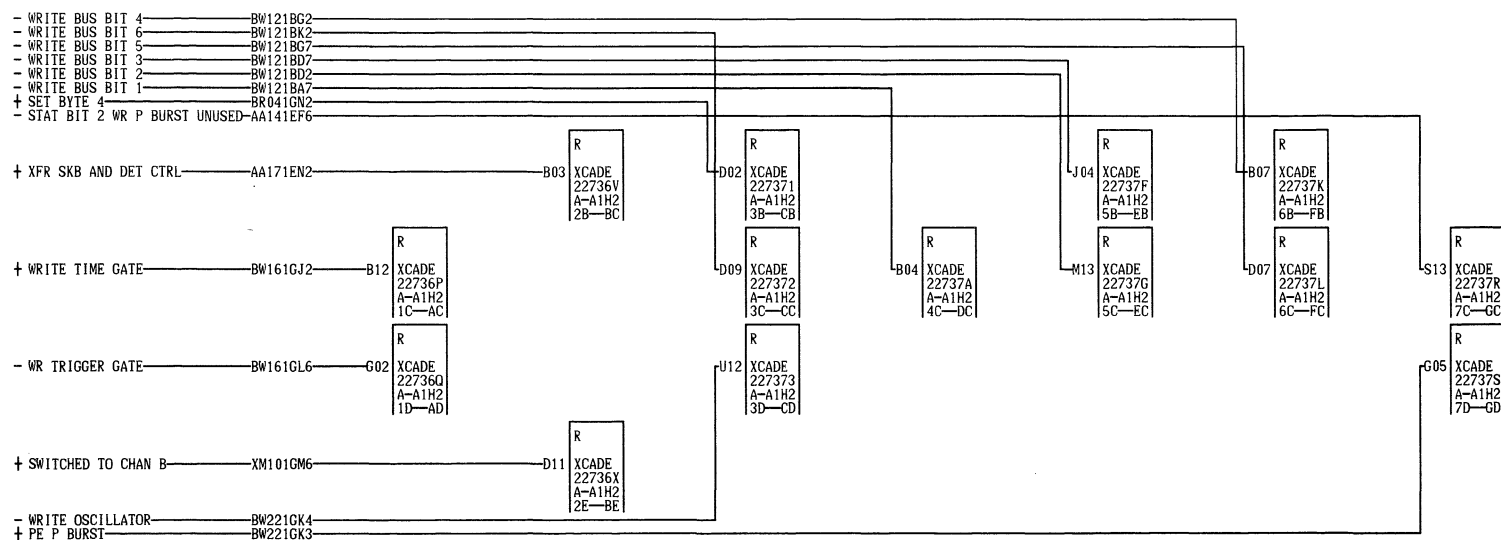 - WRITE BUS BIT 4 BW121BG2
- WRITE BUS BIT 6 BW121BK2
- WRITE BUS BIT 5 BW121BG7
- WRITE BUS BIT 3 BW121BD7
- WRITE BUS BIT 2 BW121BD2
- WRITE BUS BIT 1 BW121BA7
+ SET BYTE 4 BR041GN2
- STAT BIT 2 WR P BURST UNUSED AA141EF6
R R R R
+ XFR SKB AND DET CTRL AA171EN2 B03 XCADE D02 XCADE J04 XCADE B07 XCADE
22736V 227371 22737F 22737K
A-A1H2 A-A1H2 A-A1H2 A-A1H2
2B—BC 3B—CB 5B—EB 6B—FB
R R R R R R
+ WRITE TIME GATE BW161GJ2 B12 XCADE D09 XCADE B04 XCADE M13 XCADE D07 XCADE S13 XCADE
22736P 227372 22737A 22737G 22737L 22737R
A-A1H2 A-A1H2 A-A1H2 A-A1H2 A-A1H2 A-A1H2
1C—AC 3C—CC 4C—DC 5C—EC 6C—FC 7C—GC
R R R
- WR TRIGGER GATE BW161GL6 G02 XCADE U12 XCADE G05 XCADE
22736Q 227373 22737S
A-A1H2 A-A1H2 A-A1H2
1D—AD 3D—CD 7D—GD
R
+ SWITCHED TO CHAN B XM101GM6 D11 XCADE
22736X
A-A1H2
2E—BE
- WRITE OSCILLATOR BW221GK4
+ PE P BURST BW221GK3